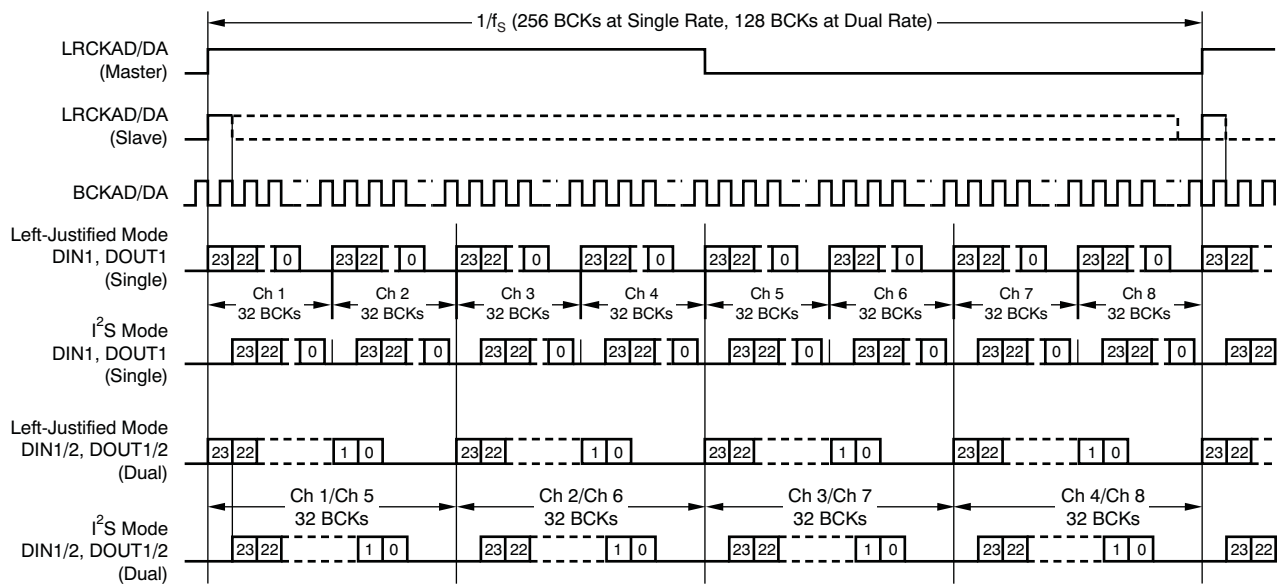 1/fS (256 BCKs at Single Rate, 128 BCKs at Dual Rate)
LRCKAD/DA
(Master)
LRCKAD/DA
(Slave)
BCKAD/DA
Left-Justified Mode
DIN1, DOUT1
(Single)
23 22 0 23 22 0 23 22 0 23 22 0 23 22 0 23 22 0 23 22 0 23 22 0 23 22
Ch 1 Ch 2 Ch 3 Ch 4 Ch 5 Ch 6 Ch 7 Ch 8
32 BCKs 32 BCKs 32 BCKs 32 BCKs 32 BCKs 32 BCKs 32 BCKs 32 BCKs
I²S Mode
DIN1, DOUT1
(Single)
23 22 0 23 22 0 23 22 0 23 22 0 23 22 0 23 22 0 23 22 0 23 22 0 23 22
Left-Justified Mode
DIN1/2, DOUT1/2
(Dual)
23 22 1 0 23 22 1 0 23 22 1 0 23 22 1 0 23 22
Ch 1/Ch 5 Ch 2/Ch 6 Ch 3/Ch 7 Ch 4/Ch 8
32 BCKs 32 BCKs 32 BCKs 32 BCKs
I²S Mode
DIN1/2, DOUT1/2
(Dual)
23 22 1 0 23 22 1 0 23 22 1 0 23 22 1 0 23 22